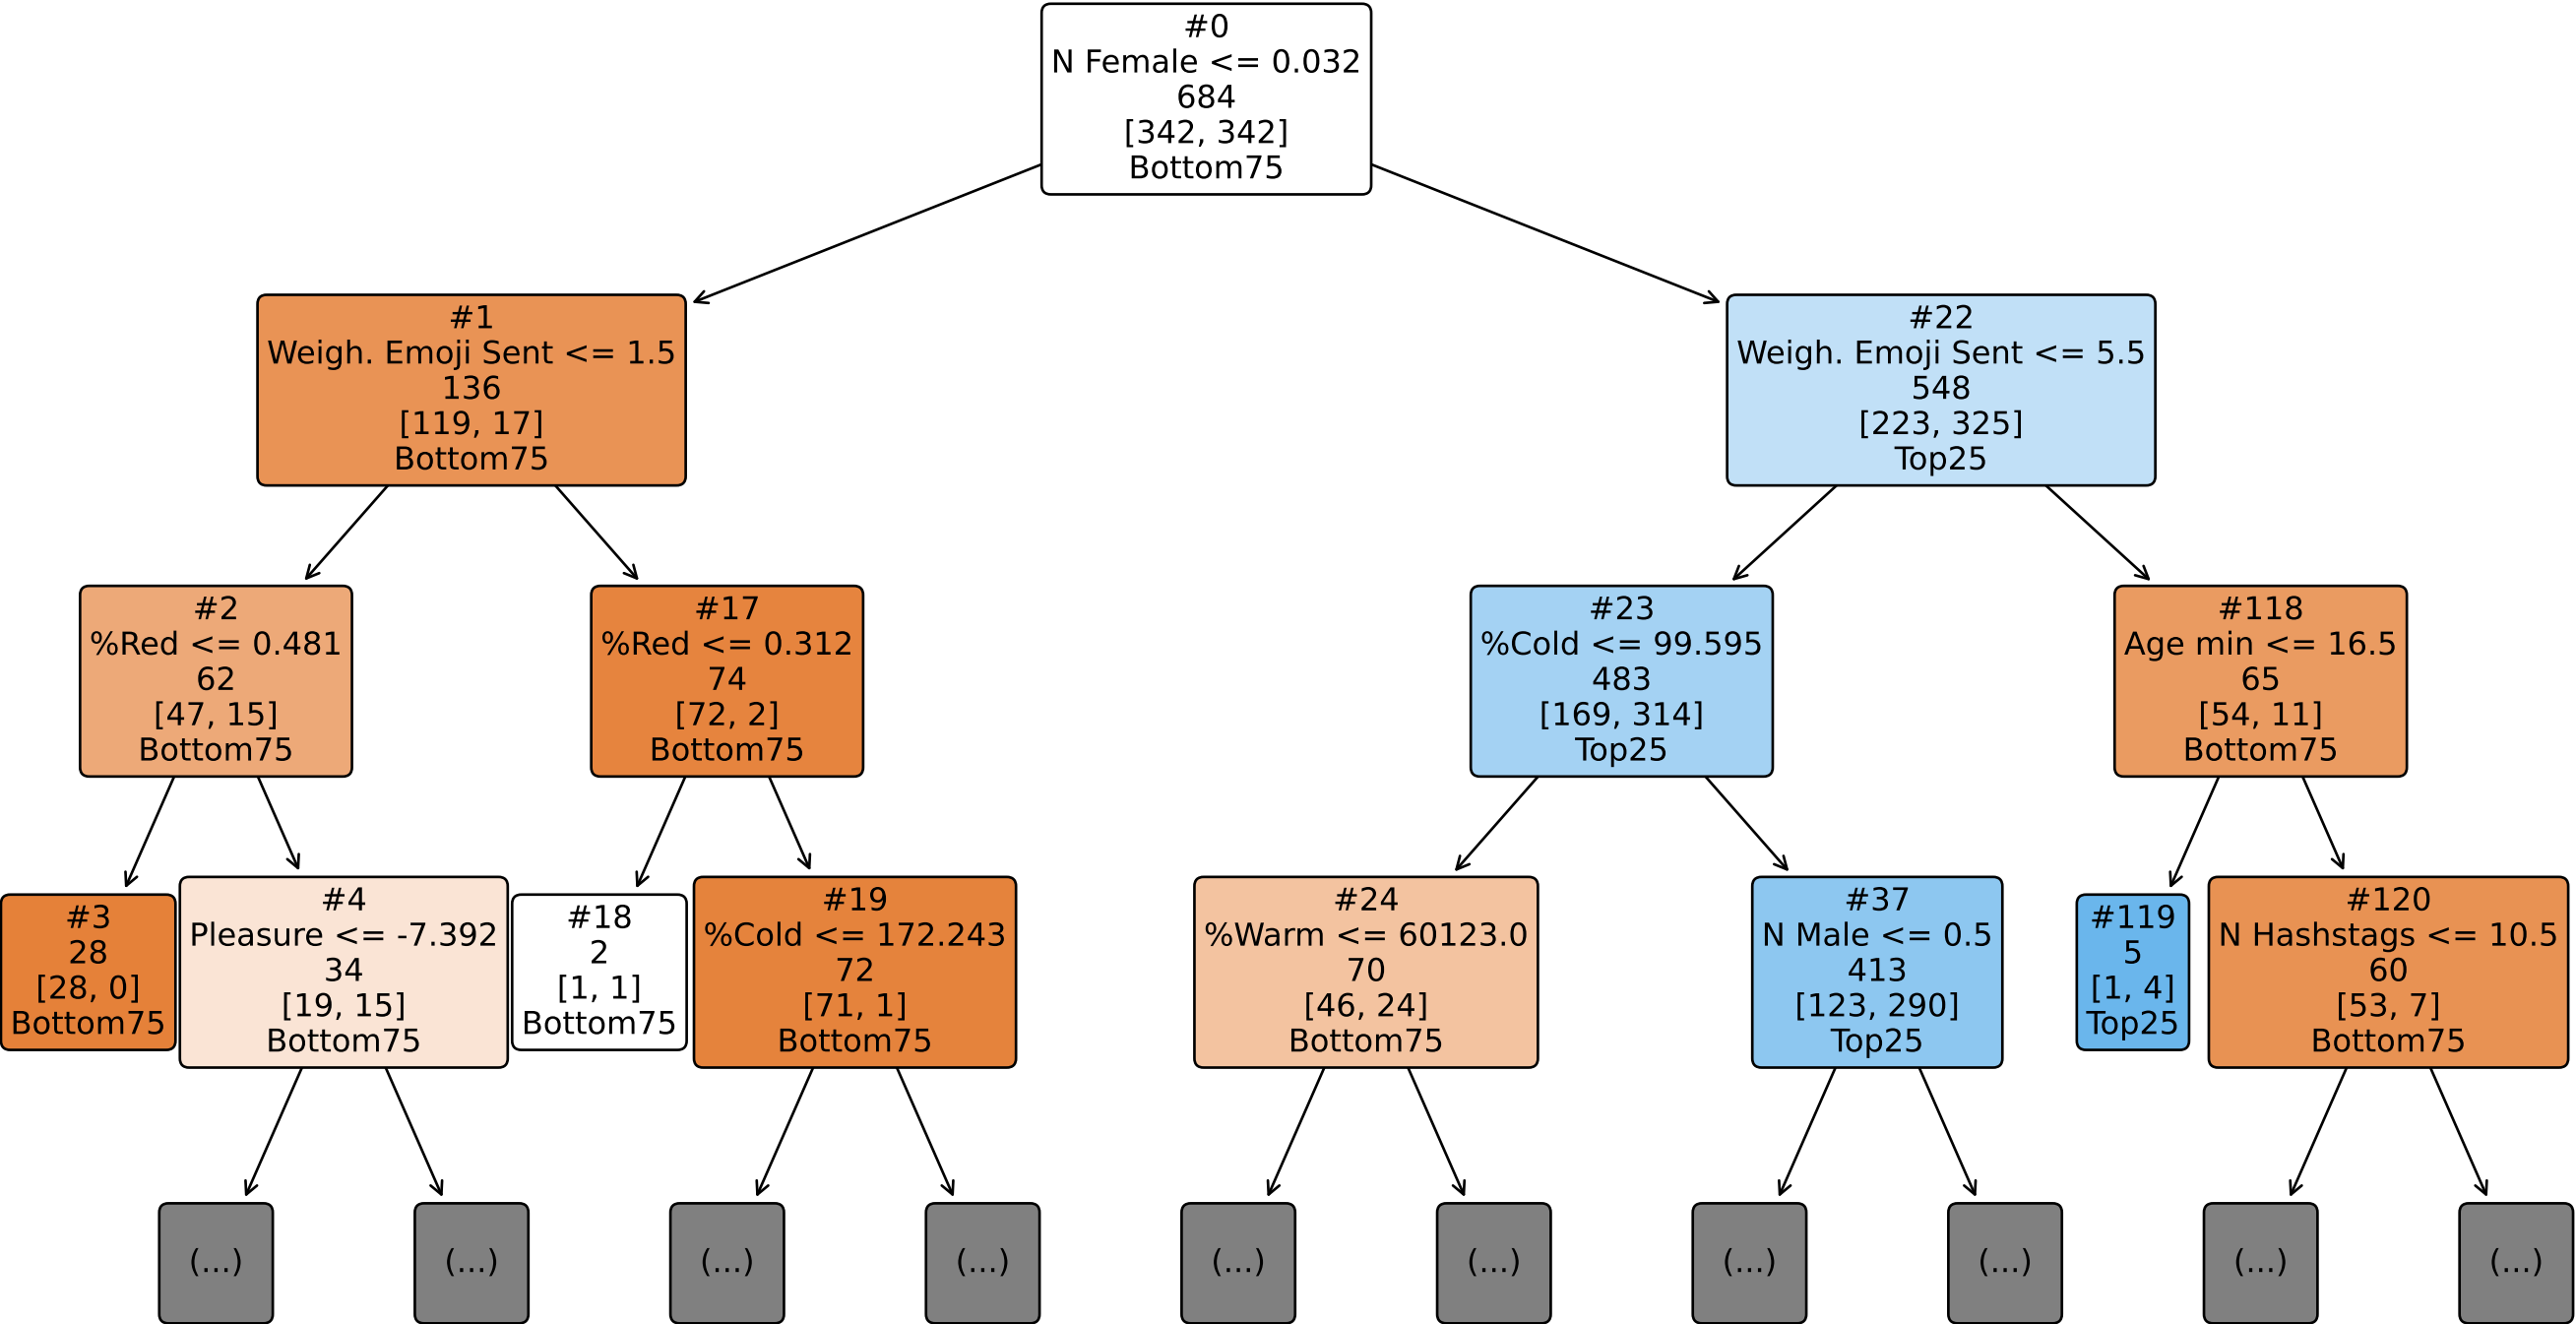 #0
N Female <= 0.032
684
[342, 342]
Bottom75
#1
Weigh. Emoji Sent <= 1.5
136
[119, 17]
Bottom75
#22
Weigh. Emoji Sent <= 5.5
548
[223, 325]
Top25
#2
%Red <= 0.481
62
[47, 15]
Bottom75
#17
%Red <= 0.312
74
[72, 2]
Bottom75
#23
%Cold <= 99.595
483
[169, 314]
Top25
#118
Age min <= 16.5
65
[54, 11]
Bottom75
#3
28
[28, 0]
Bottom75
#4
Pleasure <= -7.392
34
[19, 15]
Bottom75
#18
2
[1, 1]
Bottom75
#19
%Cold <= 172.243
72
[71, 1]
Bottom75
#24
%Warm <= 60123.0
70
[46, 24]
Bottom75
#37
N Male <= 0.5
413
[123, 290]
Top25
#119
5
[1, 4]
Top25
#120
N Hashstags <= 10.5
60
[53, 7]
Bottom75
(...)
(...)
(...)
(...)
(...)
(...)
(...)
(...)
(...)
(...)